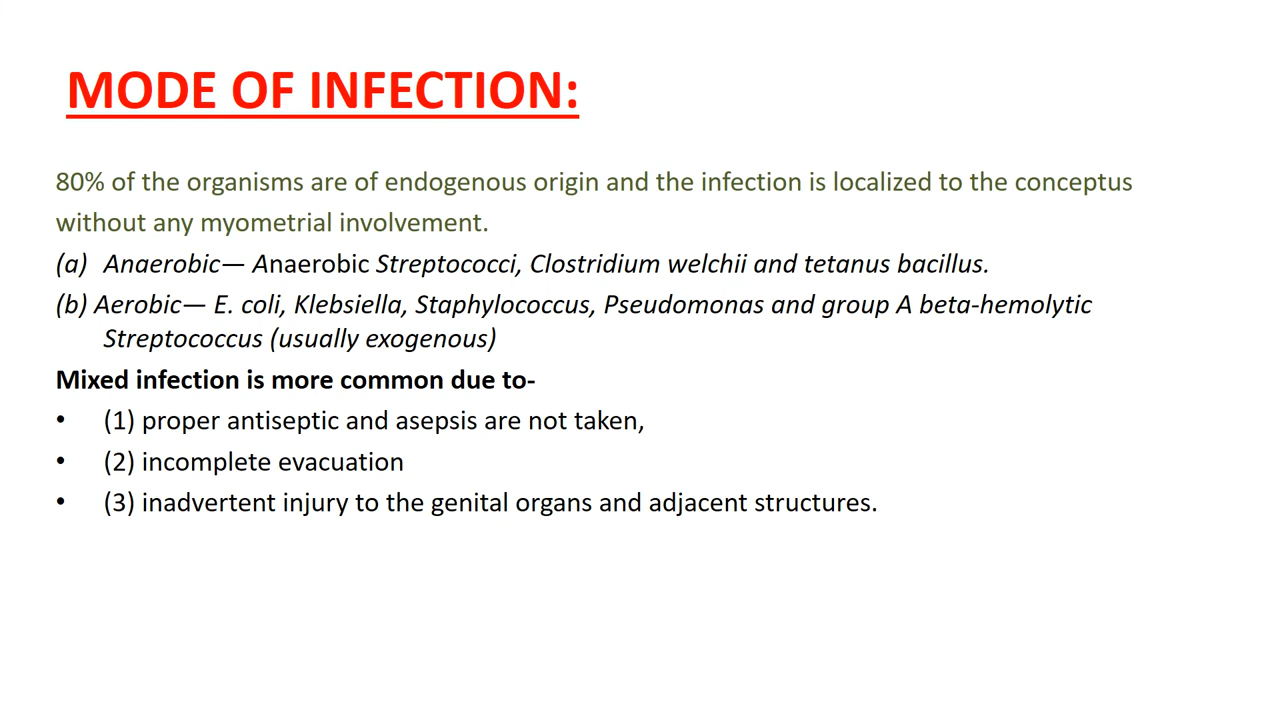 MODE OF INFECTION:
80% of the organisms are of endogenous origin and the infection is localized to the conceptus
without any myometrial involvement.
(a) Anaerobic— Anaerobic Streptococci, Clostridium welchii and tetanus bacillus.
(b) Aerobic— E. coli, Klebsiella, Staphylococcus, Pseudomonas and group A beta-hemolytic
Streptococcus (usually exogenous)
Mixed infection is more common due to-
• (1) proper antiseptic and asepsis are not taken,
• (2) incomplete evacuation
• (3) inadvertent injury to the genital organs and adjacent structures.